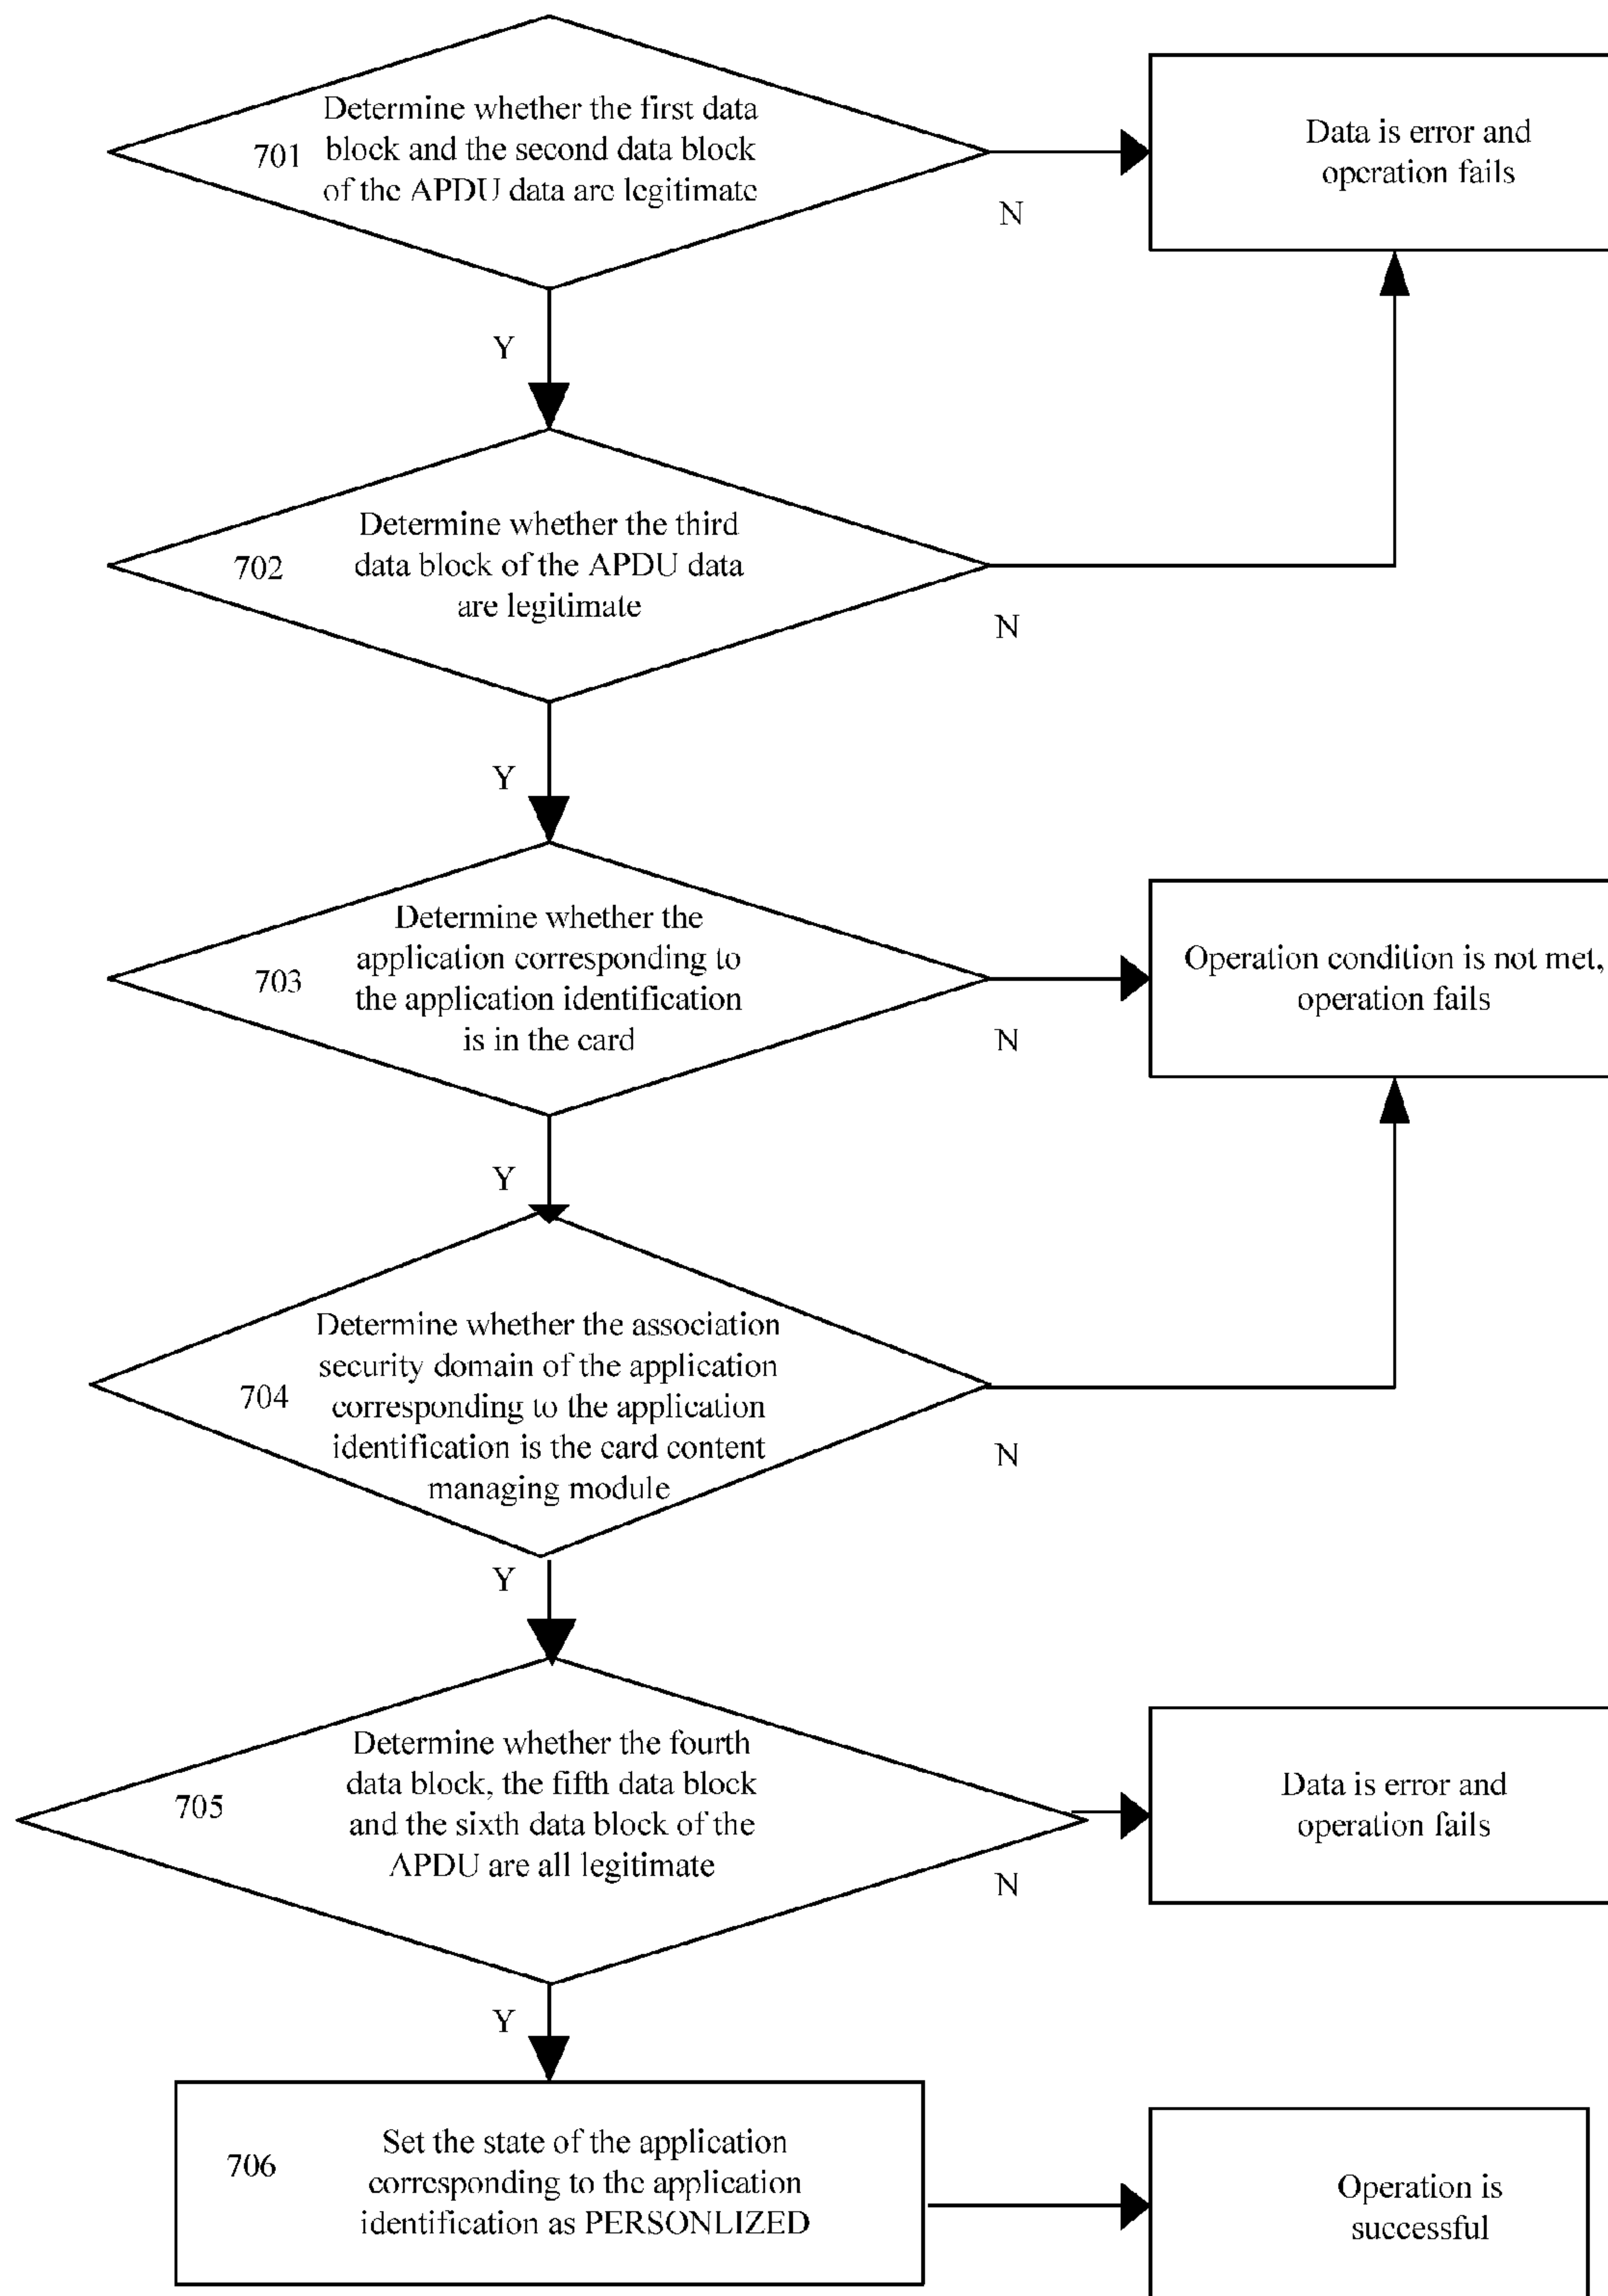 701
Determine whether the first data
block and the second data block
of the APDU data are legitimate
Data is error and
operation fails
N
Y
702
Determine whether the third
data block of the APDU data
are legitimate
N
Y
703
Determine whether the
application corresponding to
the application identification
is in the card
Operation condition is not met,
operation fails
N
Y
704
Determine whether the association
security domain of the application
corresponding to the application
identification is the card content
managing module
N
Y
705
Determine whether the fourth
data block, the fifth data block
and the sixth data block of the
APDU are all legitimate
Data is error and
operation fails
N
Y
706
Set the state of the application
corresponding to the application
identification as PERSONLIZED
Operation is
successful